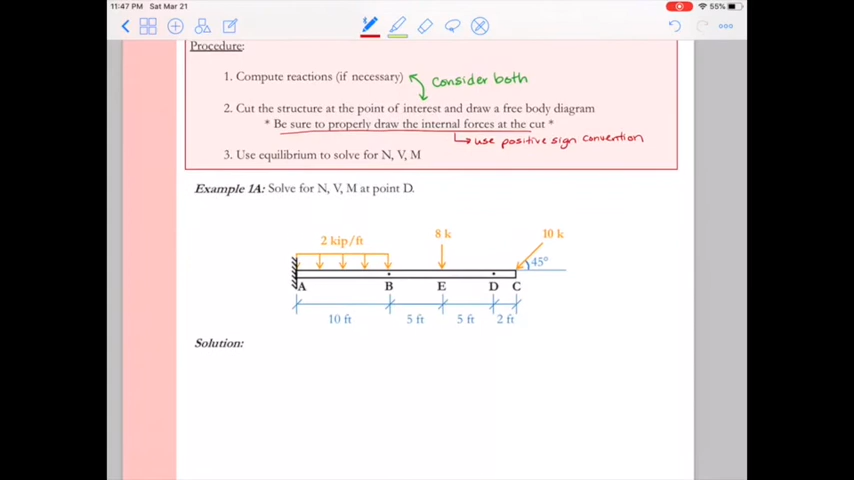 11:47 PM Sat Mar 21
55%
Procedure:
1. Compute reactions (if necessary)
Consider both
2. Cut the structure at the point of interest and draw a free body diagram
* Be sure to properly draw the internal forces at the cut *
use positive sign convention
3. Use equilibrium to solve for N, V, M
Example 1A: Solve for N, V, M at point D.
2 kip/ft 8 k 10 k
45°
A B E D C
10 ft 5 ft 5 ft 2 ft
Solution: